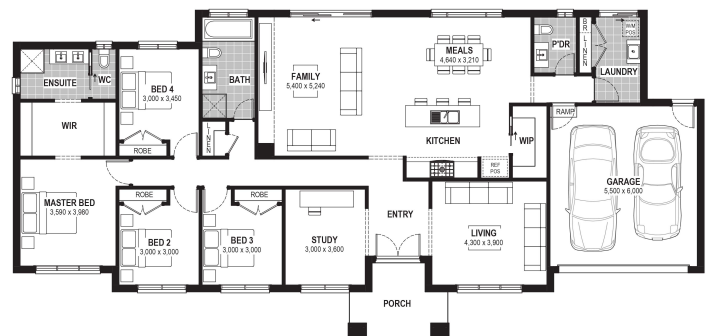 ENSUITE
WC
BED 4
3,000 x 3,450
BATH
FAMILY
5,400 x 5,240
MEALS
4,640 x 3,210
P'DR
BR
LINEN
W/M
POS
LAUNDRY
WIR
LINEN
ROBE
KITCHEN
WIP
REF
POS
RAMP
GARAGE
5,500 x 6,000
MASTER BED
3,590 x 3,980
ROBE
BED 2
3,000 x 3,000
ROBE
BED 3
3,000 x 3,000
STUDY
3,000 x 3,600
ENTRY
LIVING
4,300 x 3,900
PORCH